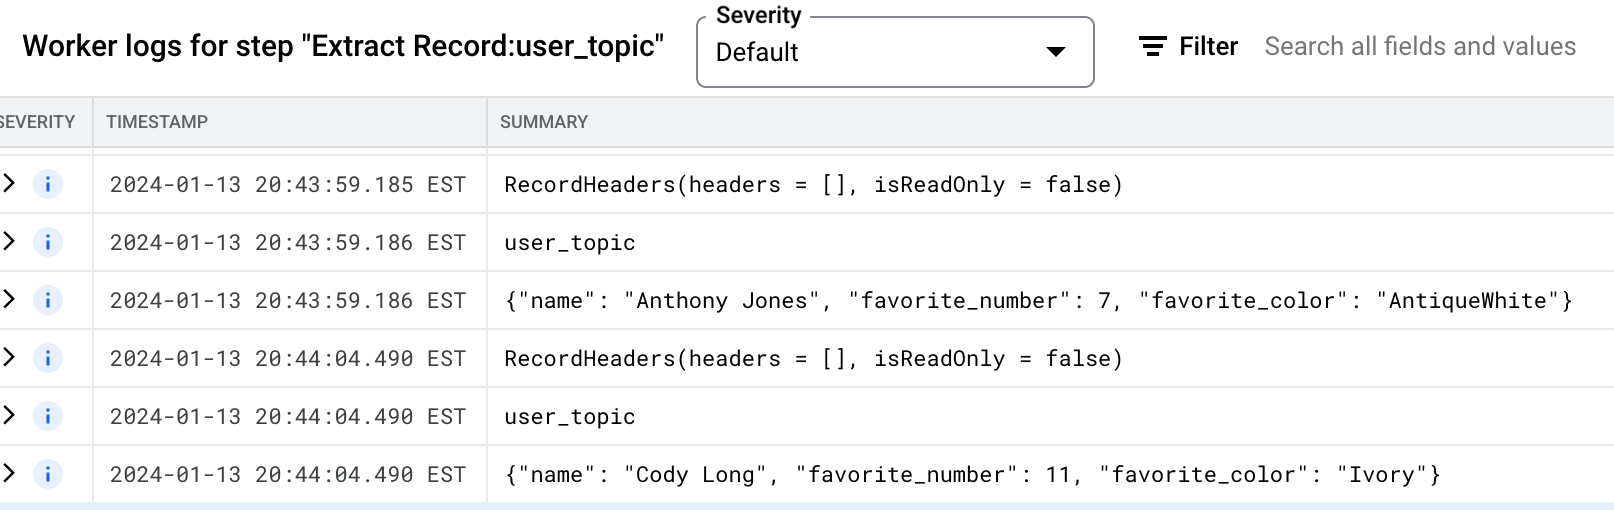 Severity
Worker logs for step "Extract Record:user_topic" Default Filter Search all fields and values
SEVERITY TIMESTAMP SUMMARY
2024-01-13 20:43:59.185 EST RecordHeaders(headers = [], isReadOnly = false)
2024-01-13 20:43:59.186 EST user_topic
2024-01-13 20:43:59.186 EST {"name": "Anthony Jones", "favorite_number": 7, "favorite_color": "AntiqueWhite"}
2024-01-13 20:44:04.490 EST RecordHeaders(headers = [], isReadOnly = false)
2024-01-13 20:44:04.490 EST user_topic
2024-01-13 20:44:04.490 EST {"name": "Cody Long", "favorite_number": 11, "favorite_color": "Ivory"}